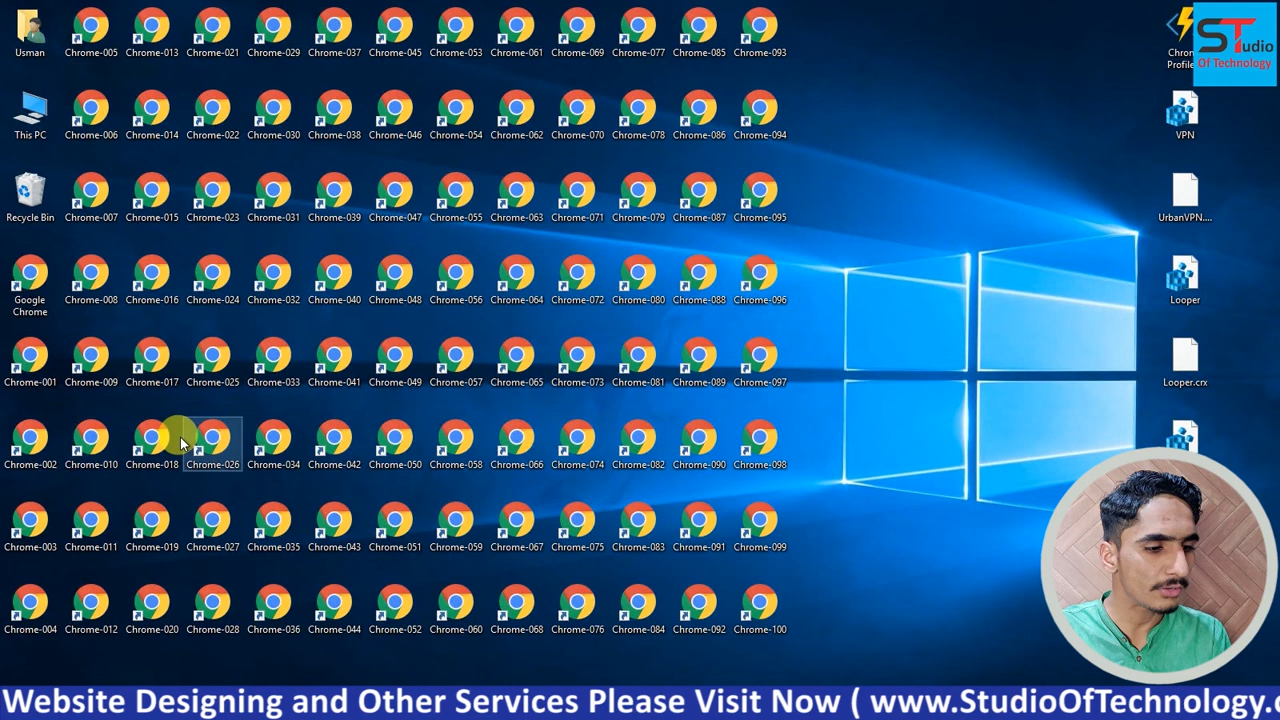 Usman Chrome-005 Chrome-013 Chrome-021 Chrome-029 Chrome-037 Chrome-045 Chrome-053 Chrome-061 Chrome-069 Chrome-077 Chrome-085 Chrome-093
Chro
Profile
STudio
Of Technology
This PC Chrome-006 Chrome-014 Chrome-022 Chrome-030 Chrome-038 Chrome-046 Chrome-054 Chrome-062 Chrome-070 Chrome-078 Chrome-086 Chrome-094 VPN
Recycle Bin Chrome-007 Chrome-015 Chrome-023 Chrome-031 Chrome-039 Chrome-047 Chrome-055 Chrome-063 Chrome-071 Chrome-079 Chrome-087 Chrome-095 UrbanVPN....
Google Chrome-008 Chrome-016 Chrome-024 Chrome-032 Chrome-040 Chrome-048 Chrome-056 Chrome-064 Chrome-072 Chrome-080 Chrome-088 Chrome-096 Looper
Chrome
Chrome-001 Chrome-009 Chrome-017 Chrome-025 Chrome-033 Chrome-041 Chrome-049 Chrome-057 Chrome-065 Chrome-073 Chrome-081 Chrome-089 Chrome-097 Looper.crx
Chrome-002 Chrome-010 Chrome-018 Chrome-026 Chrome-034 Chrome-042 Chrome-050 Chrome-058 Chrome-066 Chrome-074 Chrome-082 Chrome-090 Chrome-098
Chrome-003 Chrome-011 Chrome-019 Chrome-027 Chrome-035 Chrome-043 Chrome-051 Chrome-059 Chrome-067 Chrome-075 Chrome-083 Chrome-091 Chrome-099
Chrome-004 Chrome-012 Chrome-020 Chrome-028 Chrome-036 Chrome-044 Chrome-052 Chrome-060 Chrome-068 Chrome-076 Chrome-084 Chrome-092 Chrome-100
Website Designing and Other Services Please Visit Now ( www.StudioOfTechnology.